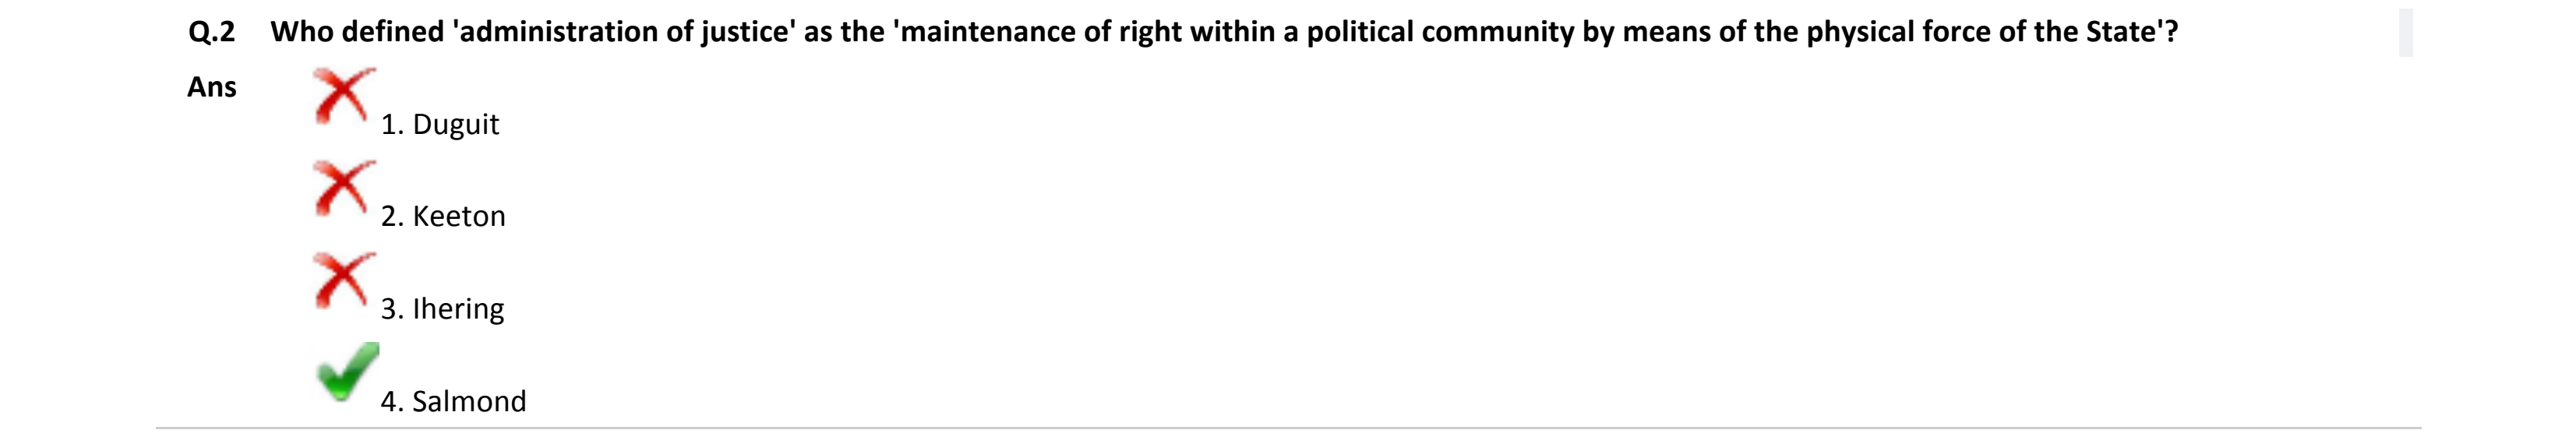 Q.2 Who defined 'administration of justice' as the 'maintenance of right within a political community by means of the physical force of the State'?
Ans
1. Duguit
2. Keeton
3. Ihering
4. Salmond